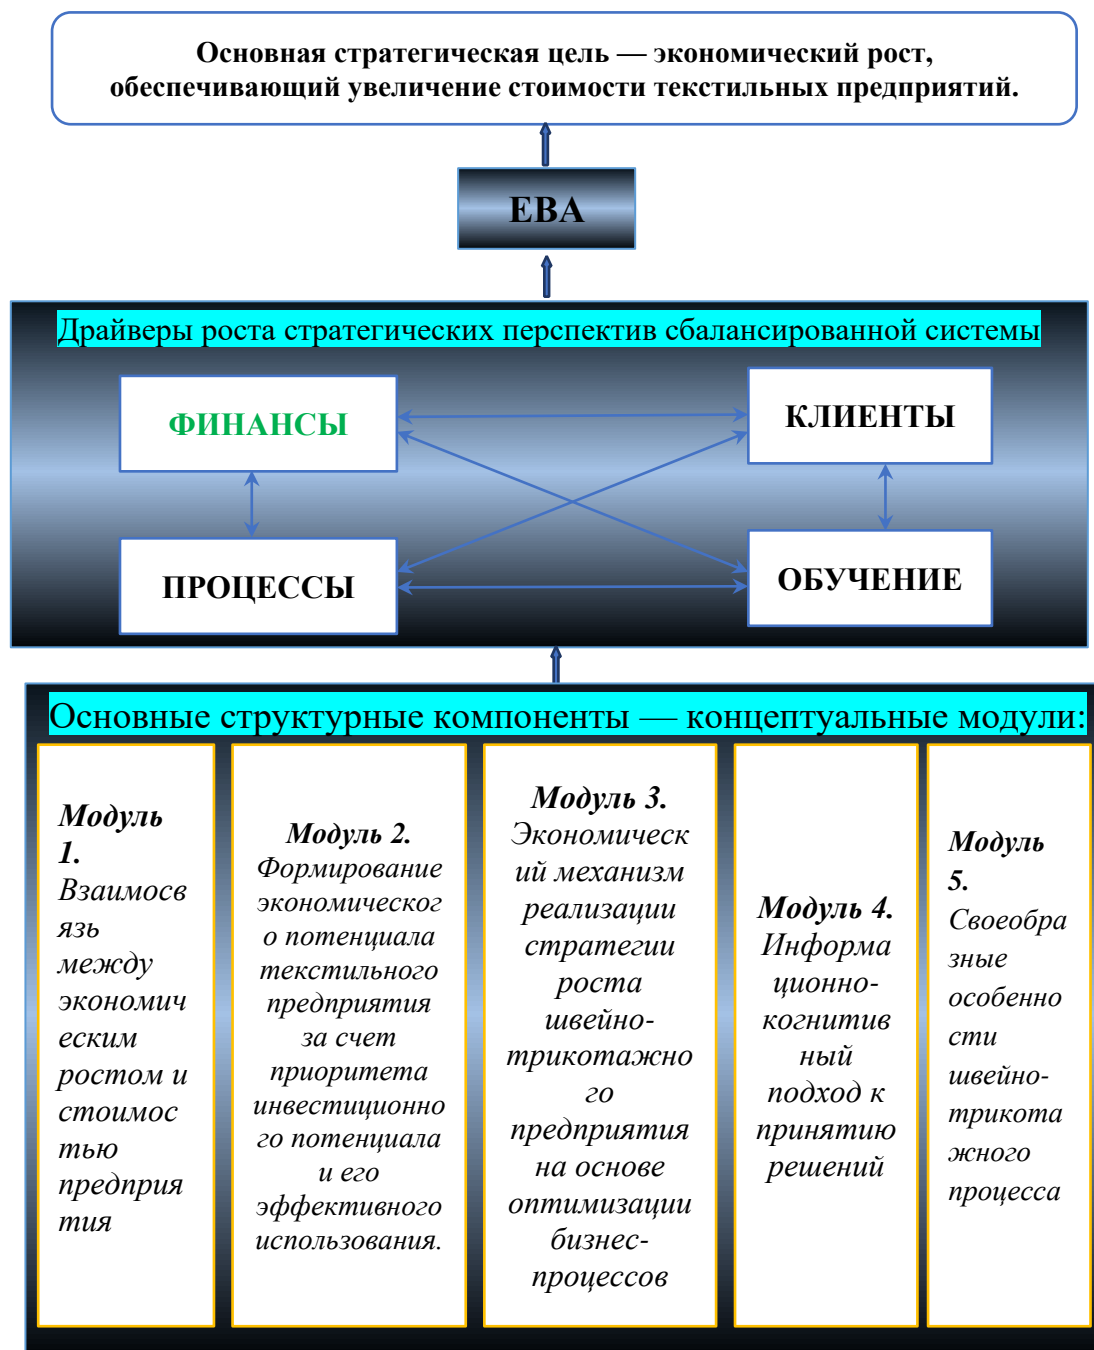 Основная стратегическая цель — экономический рост,
обеспечивающий увеличение стоимости текстильных предприятий.
ЕВА
Драйверы роста стратегических перспектив сбалансированной системы
ФИНАНСЫ
КЛИЕНТЫ
ПРОЦЕССЫ
ОБУЧЕНИЕ
Основные структурные компоненты — концептуальные модули:
Модуль
1.
Взаимосв
язь
между
экономич
еским
ростом и
стоимос
тью
предприя
тия
Модуль 2.
Формирование
экономическог
о потенциала
текстильного
предприятия
за счет
приоритета
инвестиционно
го потенциала
и его
эффективного
использования.
Модуль 3.
Экономическ
ий механизм
реализации
стратегии
роста
швейно-
трикотажно
го
предприятия
на основе
оптимизации
бизнес-
процессов
Модуль 4.
Информа
ционно-
когнитив
ный
подход к
принятию
решений
Модуль
5.
Своеобра
зные
особенно
сти
швейно-
трикота
жного
процесса